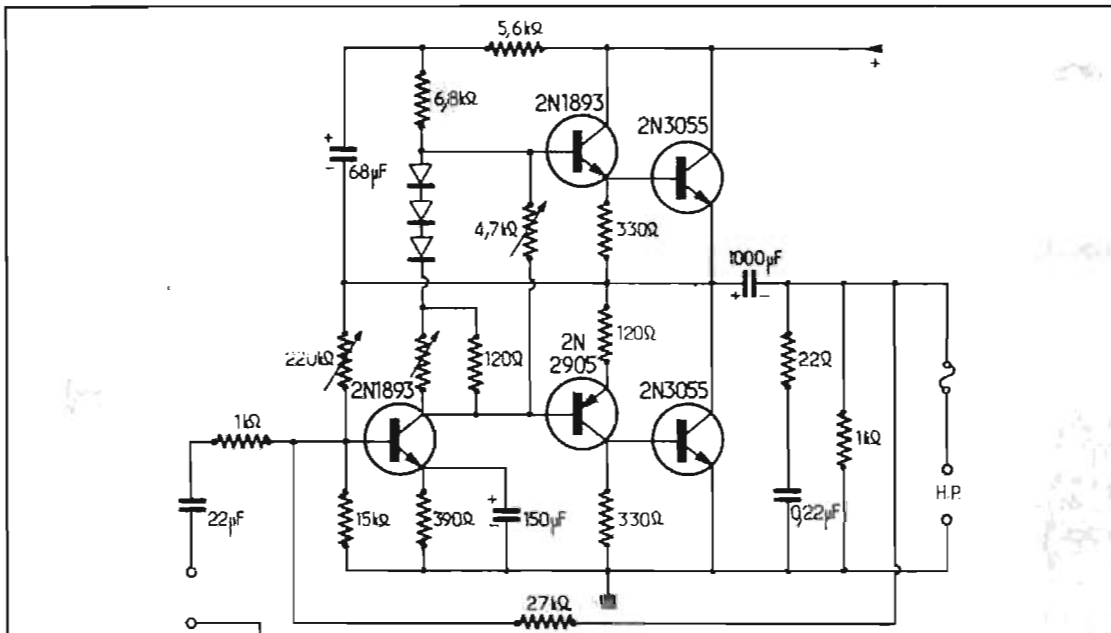 5,6kΩ
+
6,8kΩ
2N1893
2N3055
+
-
68µF
4,7kΩ
330Ω
1000µF
+
-
220kΩ
120Ω
120Ω
2N
2905
22Ω
2N1893
2N3055
1kΩ
1kΩ
H.P.
22µF
15kΩ
390Ω
+
-
150µF
330Ω
0,22µF
27kΩ